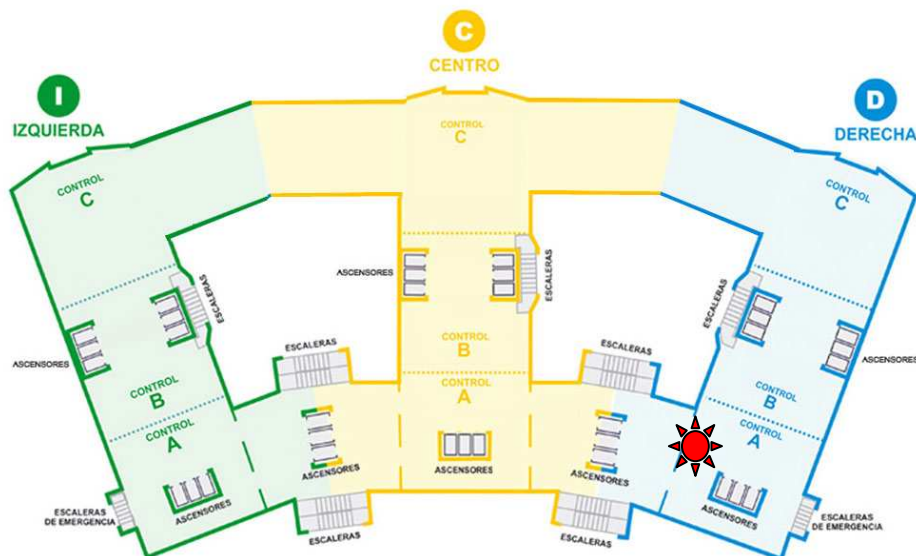 C
CENTRO
I
IZQUIERDA
D
DERECHA
CONTROL
C
CONTROL
C
CONTROL
C
ASCENSORES
ESCALERAS
ESCALERAS
ESCALERAS
ASCENSORES
ESCALERAS
CONTROL
B
ESCALERAS
ASCENSORES
CONTROL
B
CONTROL
B
CONTROL
A
CONTROL
A
CONTROL
A
ASCENSORES
ASCENSORES
ASCENSORES
ASCENSORES
ASCENSORES
ESCALERAS
DE EMERGENCIA
ESCALERAS
DE EMERGENCIA
ESCALERAS
ESCALERAS